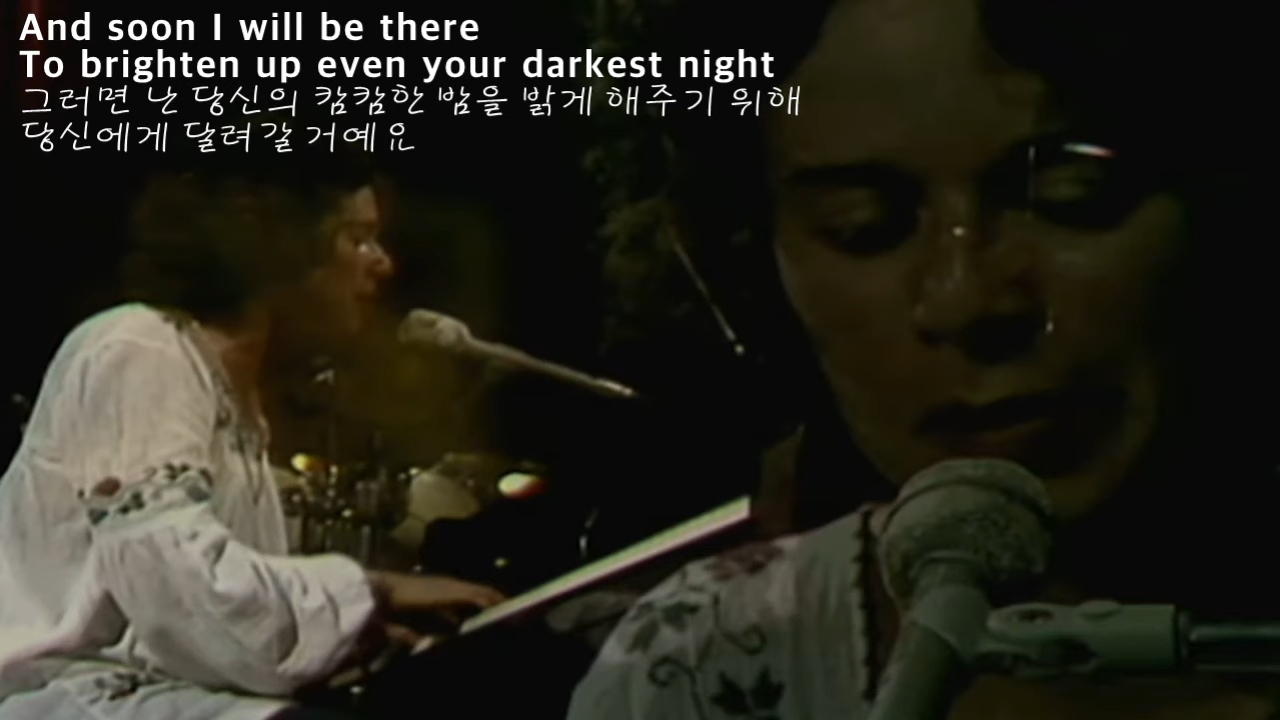 And soon I will be there
To brighten up even your darkest night
그러면 난 당신의 캄캄한 밤을 밝게 해주기 위해
당신에게 달려갈 거예요